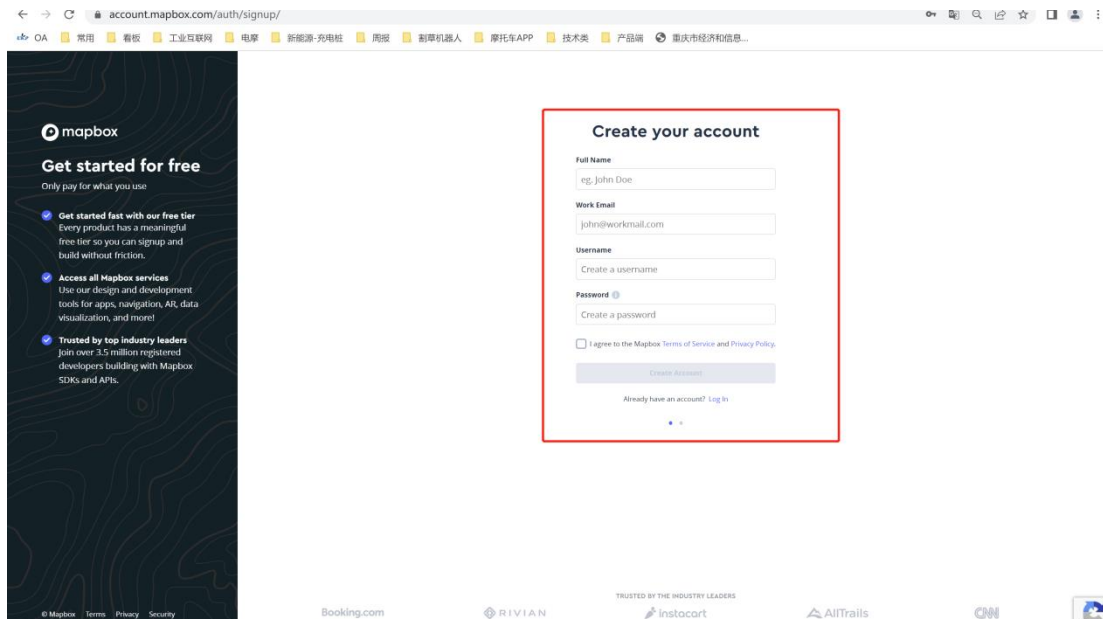 account.mapbox.com/auth/signup/
OA 常用 看板 工业互联网 电摩 新能源-充电桩 周报 割草机器人 摩托车APP 技术类 产品端 重庆市经济和信息...
mapbox
Get started for free
Only pay for what you use
Get started fast with our free tier
Every product has a meaningful
free tier so you can signup and
build without friction.
Access all Mapbox services
Use our design and development
tools for apps, navigation, AR, data
visualization, and more!
Trusted by top industry leaders
Join over 3.5 million registered
developers building with Mapbox
SDKs and APIs.
© Mapbox Terms Privacy Security
Create your account
Full Name
eg. John Doe
Work Email
john@workmail.com
Username
Create a username
Password
Create a password
I agree to the Mapbox Terms of Service and Privacy Policy.
Create Account
Already have an account? Log In
TRUSTED BY THE INDUSTRY LEADERS
Booking.com RIVIAN instacart AllTrails CNN